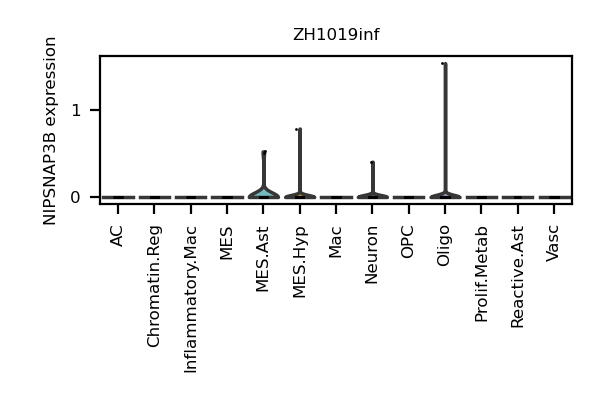 ZH1019inf
NIPSNAP3B expression
1
0
AC
Chromatin.Reg
Inflammatory.Mac
MES
MES.Ast
MES.Hyp
Mac
Neuron
OPC
Oligo
Prolif.Metab
Reactive.Ast
Vasc